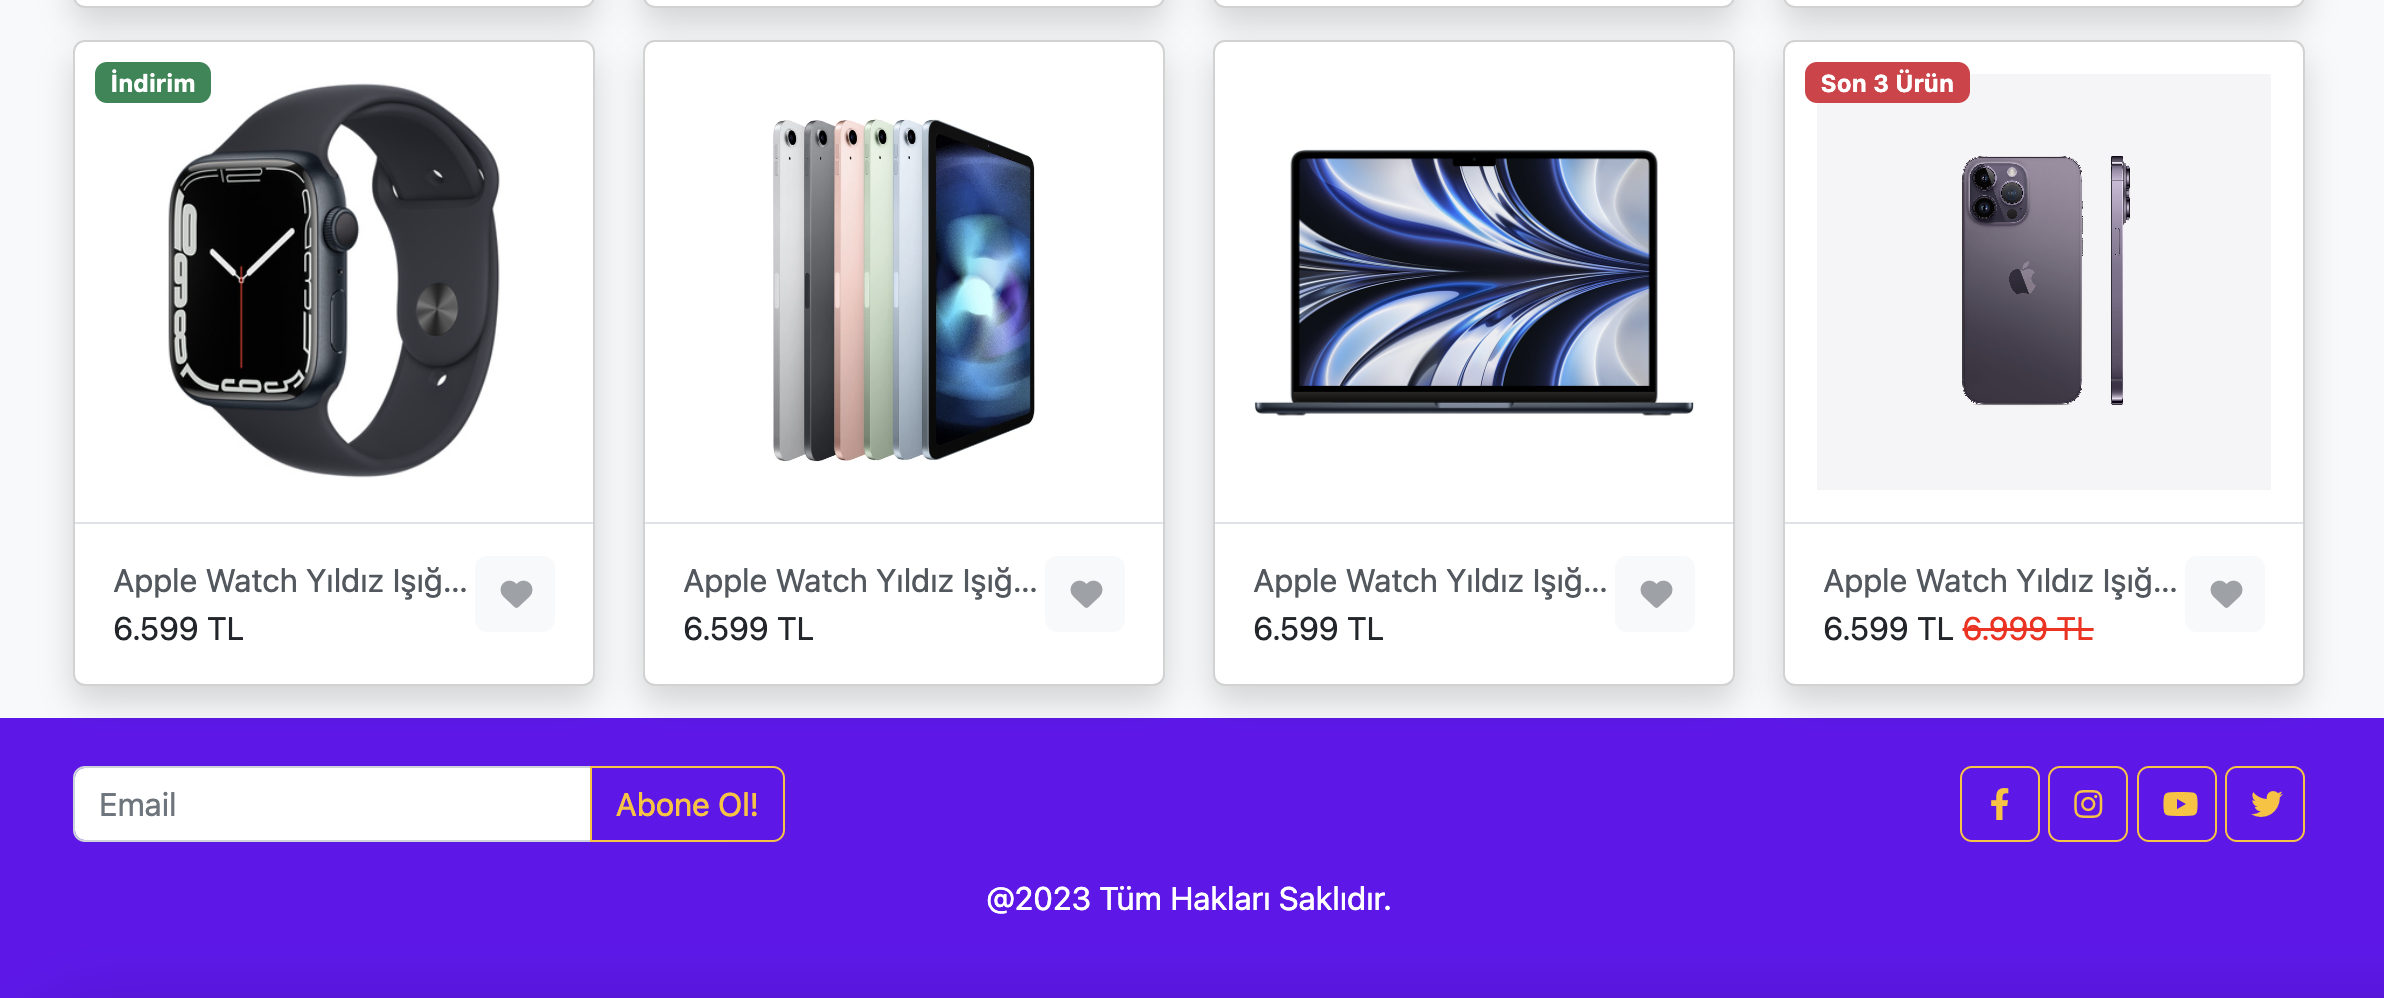 İndirim
Son 3 Ürün
Apple Watch Yıldız Işığ...
6.599 TL
Apple Watch Yıldız Işığ...
6.599 TL
Apple Watch Yıldız Işığ...
6.599 TL
Apple Watch Yıldız Işığ...
6.599 TL 6.999 TL
Email
Abone Ol!
@2023 Tüm Hakları Saklıdır.